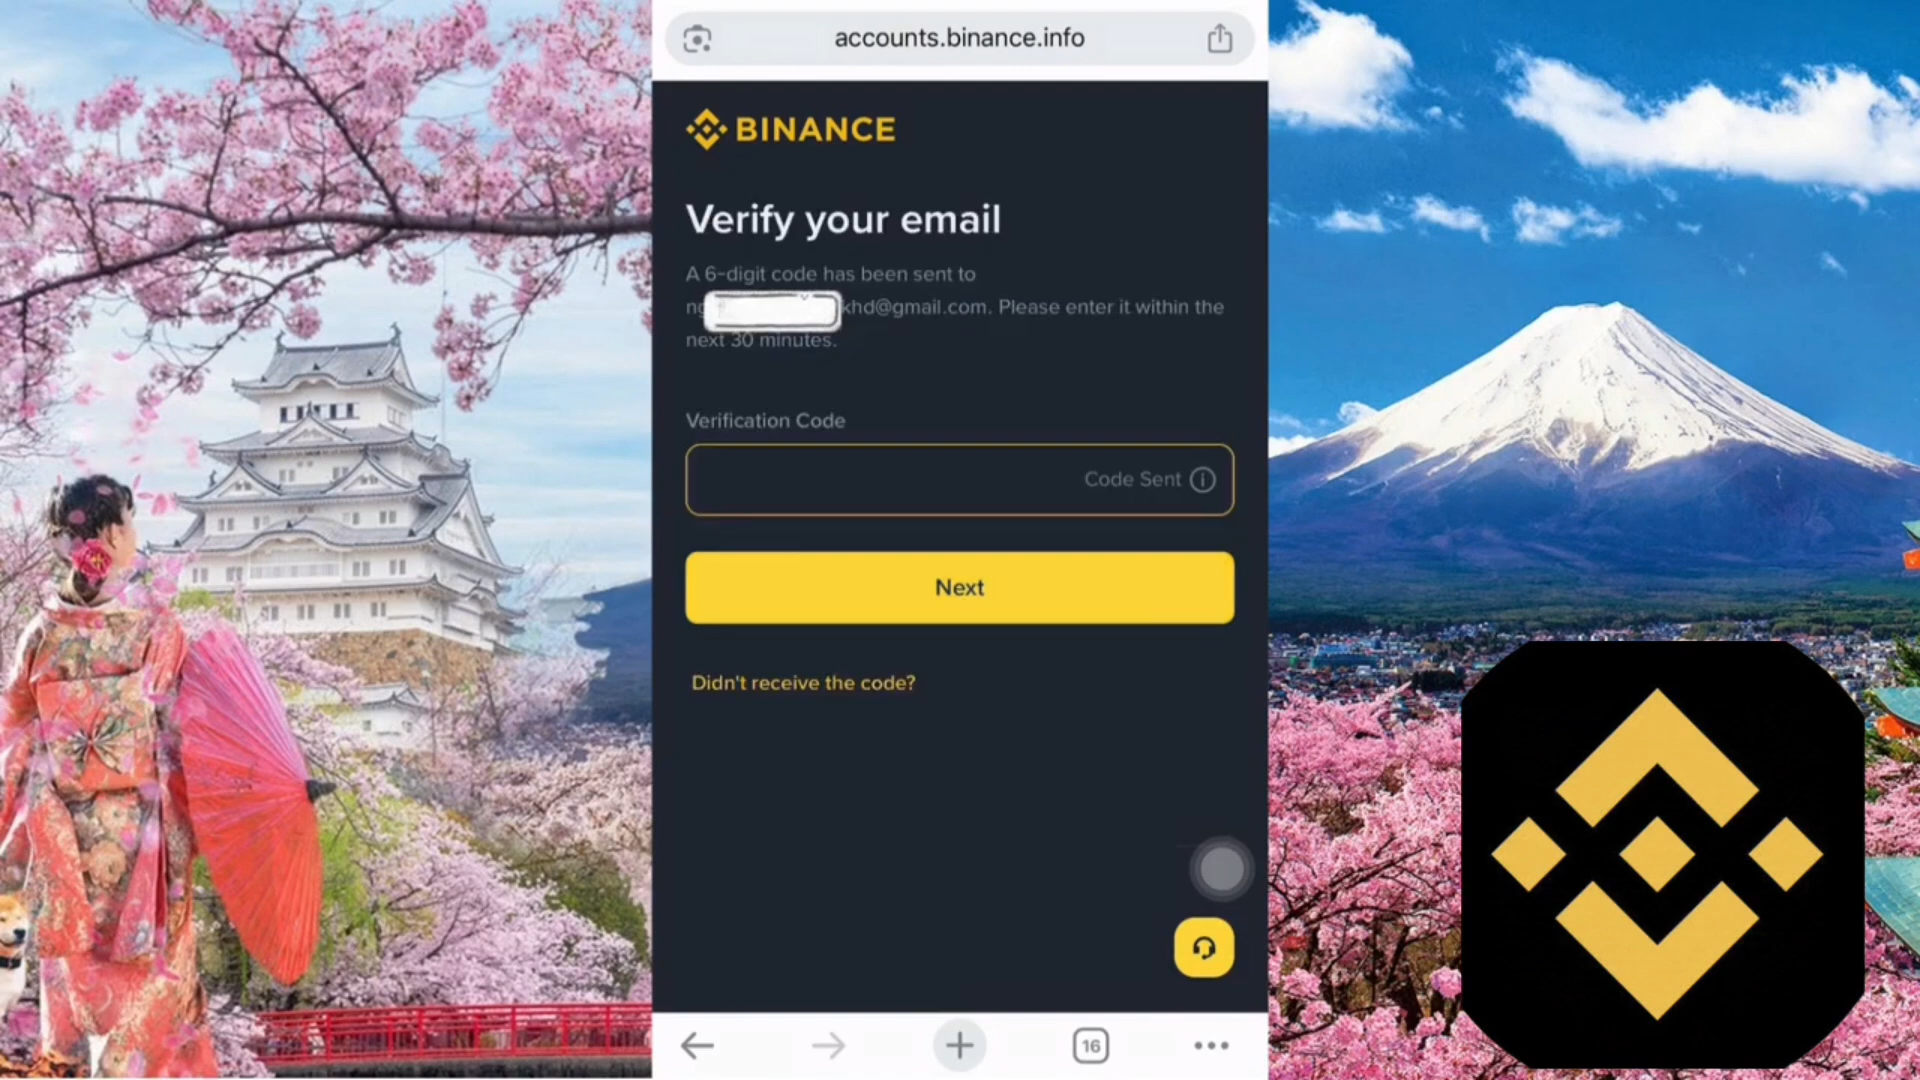 accounts.binance.info
BINANCE
Verify your email
A 6-digit code has been sent to
ng khd@gmail.com. Please enter it within the
next 30 minutes.
Verification Code
Code Sent
Next
Didn't receive the code?
16